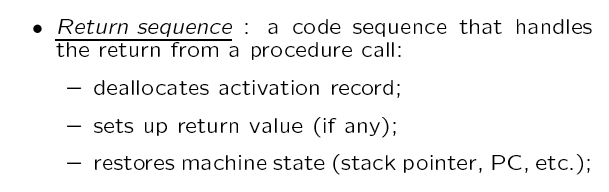 • Return sequence : a code sequence that handles
the return from a procedure call:
– deallocates activation record;
– sets up return value (if any);
– restores machine state (stack pointer, PC, etc.);